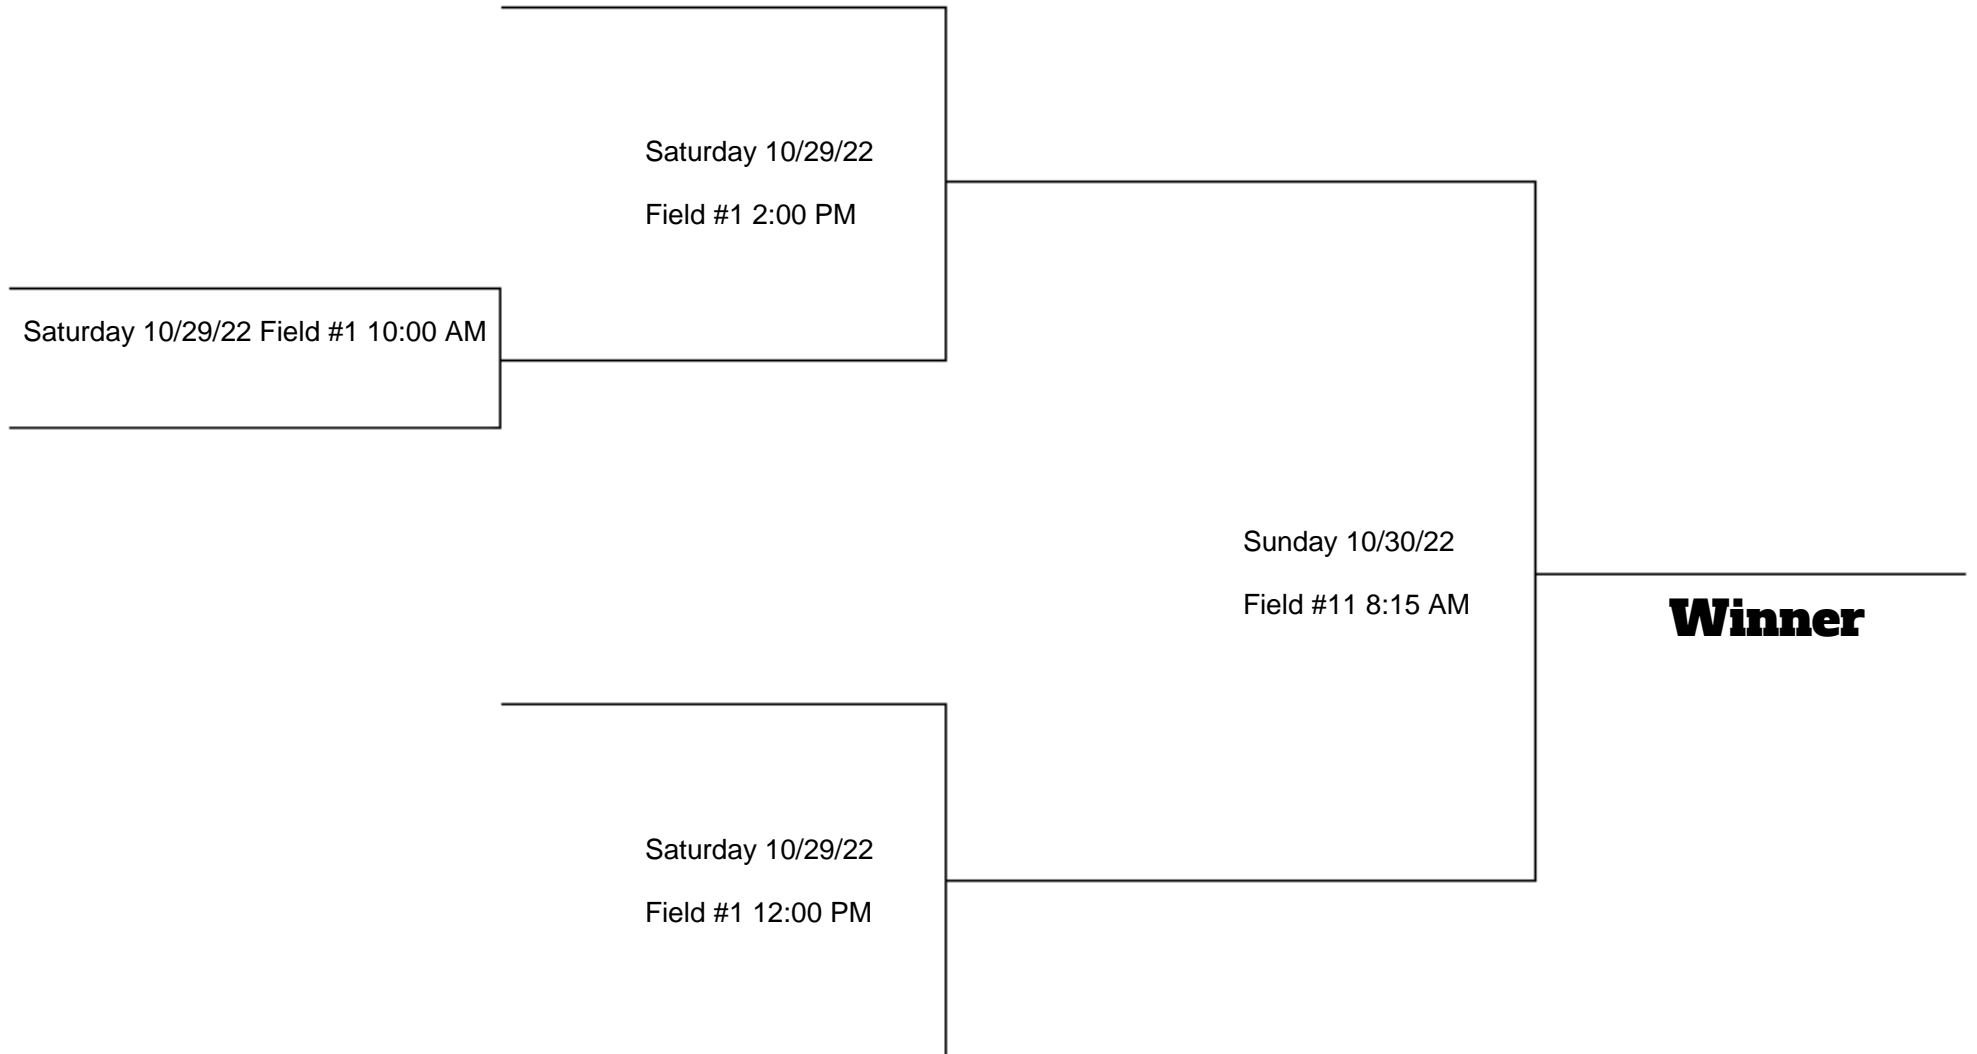 Saturday 10/29/22
Field #1 2:00 PM
Saturday 10/29/22 Field #1 10:00 AM
Sunday 10/30/22
Field #11 8:15 AM
Winner
Saturday 10/29/22
Field #1 12:00 PM